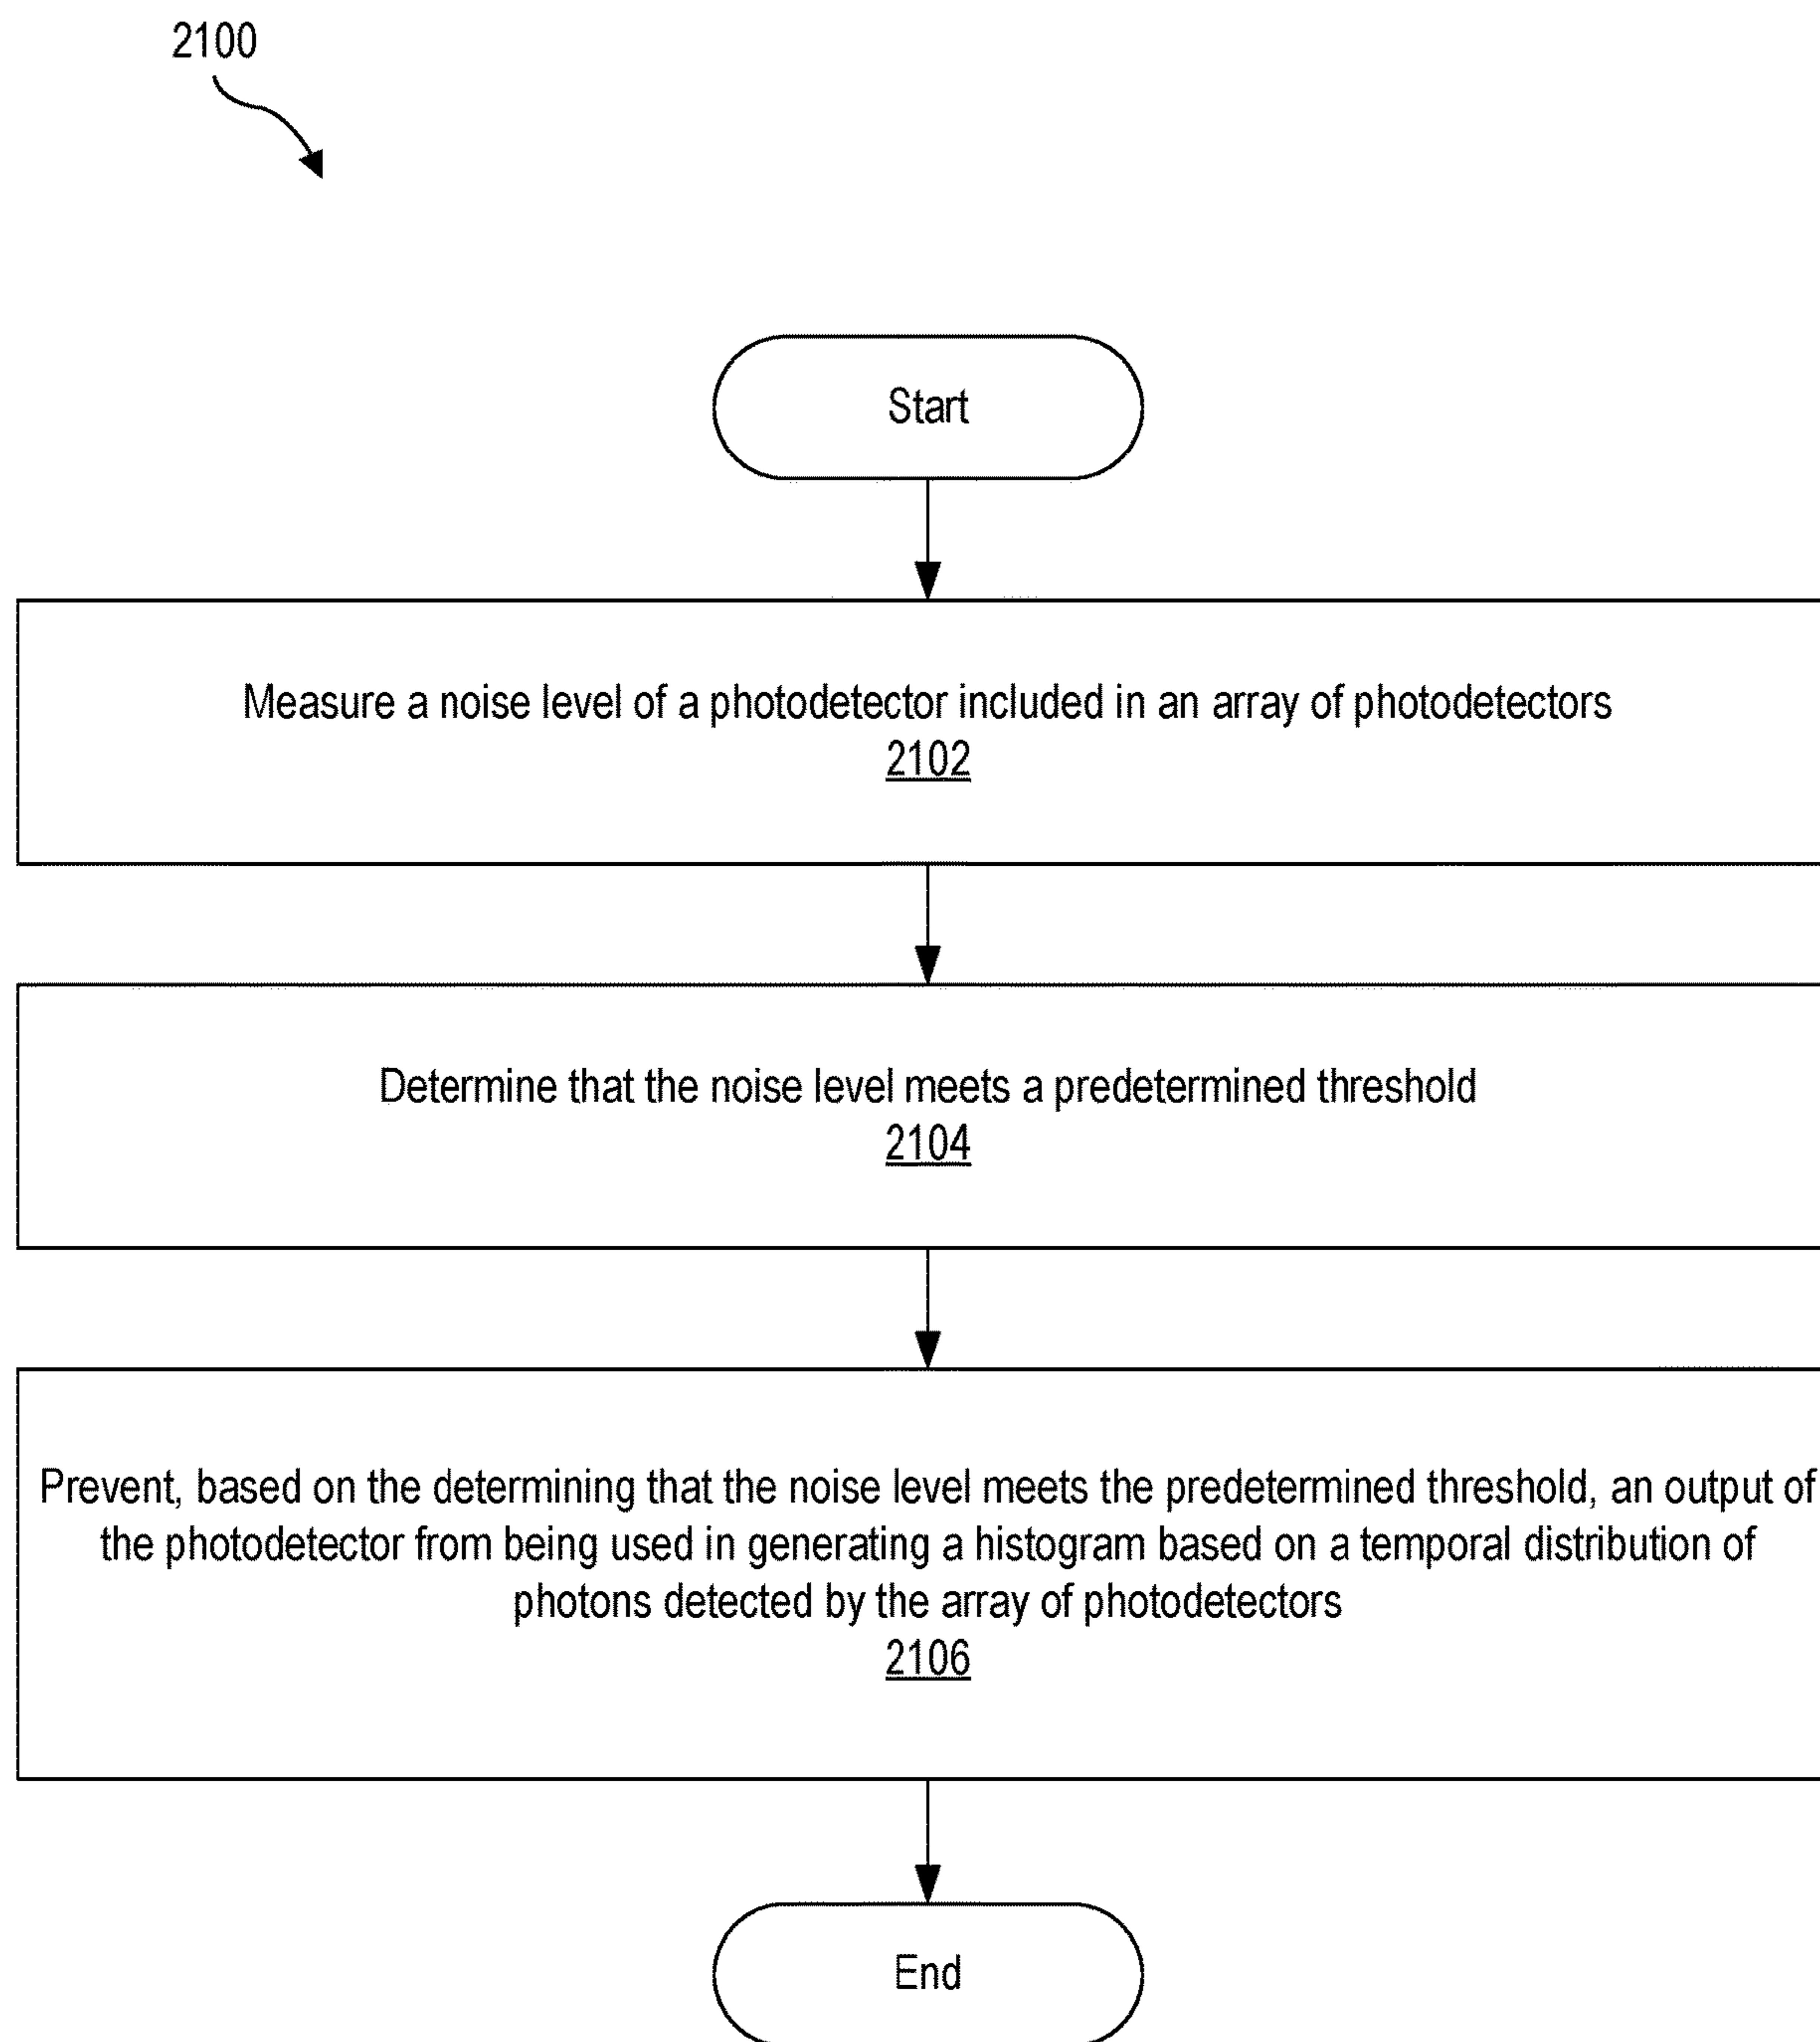 2100
Start
Measure a noise level of a photodetector included in an array of photodetectors
2102
Determine that the noise level meets a predetermined threshold
2104
Prevent, based on the determining that the noise level meets the predetermined threshold, an output of
the photodetector from being used in generating a histogram based on a temporal distribution of
photons detected by the array of photodetectors
2106
End